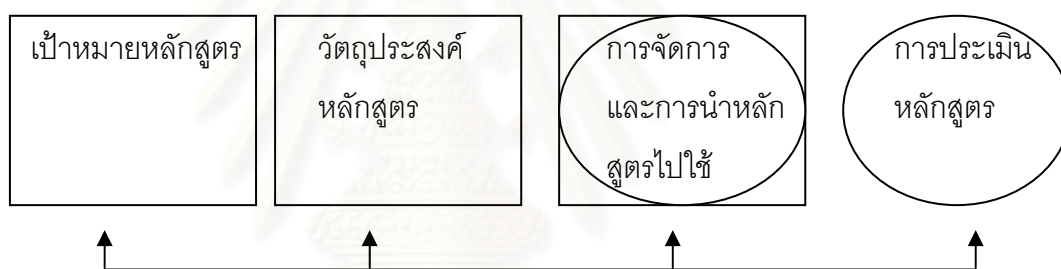 เป้าหมายหลักสูตร
วัตถุประสงค์
หลักสูตร
การจัดการ
และการนำหลัก
สูตรไปใช้
การประเมิน
หลักสูตร